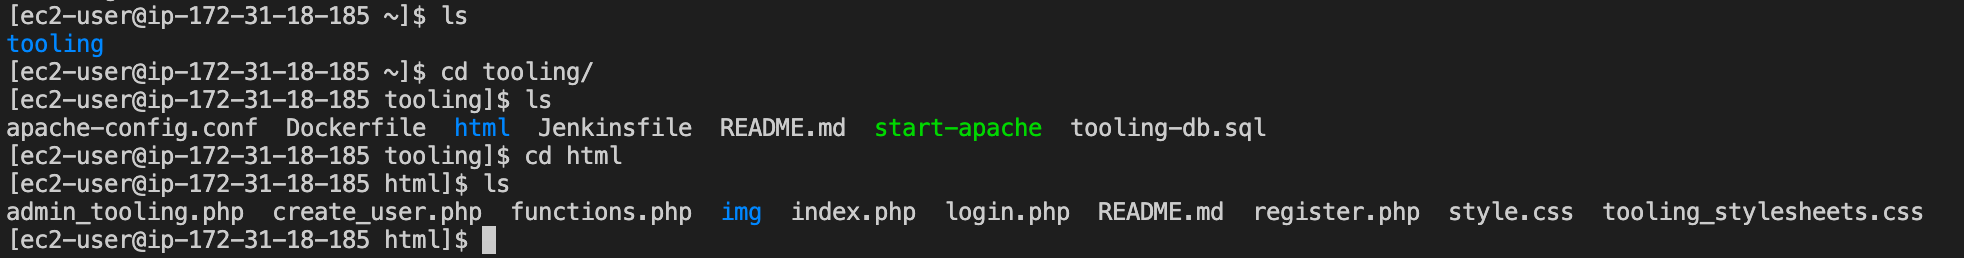 [ec2-user@ip-172-31-18-185 ~]$ ls
tooling
[ec2-user@ip-172-31-18-185 ~]$ cd tooling/
[ec2-user@ip-172-31-18-185 tooling]$ ls
apache-config.conf  Dockerfile  html  Jenkinsfile  README.md  start-apache  tooling-db.sql
[ec2-user@ip-172-31-18-185 tooling]$ cd html
[ec2-user@ip-172-31-18-185 html]$ ls
admin_tooling.php  create_user.php  functions.php  img  index.php  login.php  README.md  register.php  style.css  tooling_stylesheets.css
[ec2-user@ip-172-31-18-185 html]$